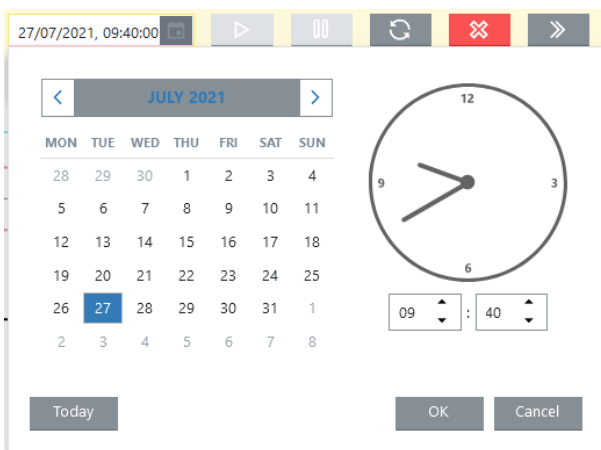 27/07/2021, 09:40:00
JULY 2021
MON TUE WED THU FRI SAT SUN
28 29 30 1 2 3 4
5 6 7 8 9 10 11
12 13 14 15 16 17 18
19 20 21 22 23 24 25
26 27 28 29 30 31 1
2 3 4 5 6 7 8
12
9 3
6
09 : 40
Today OK Cancel